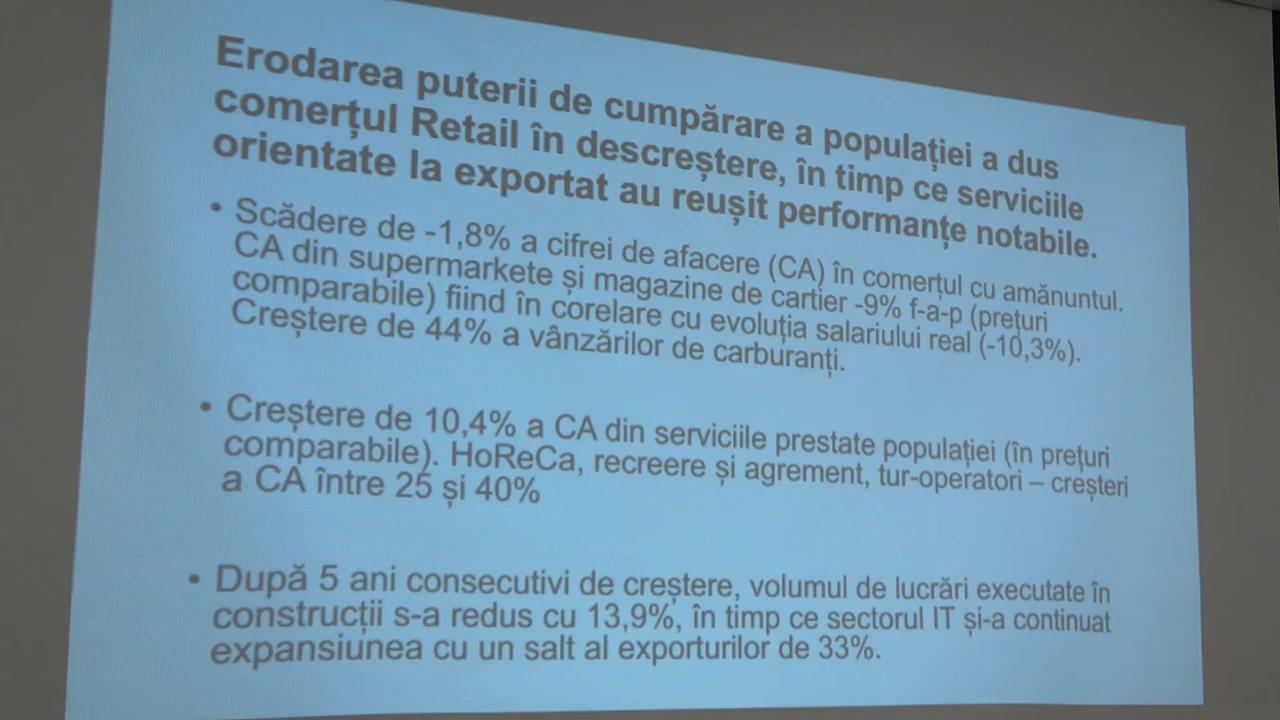 Erodarea puterii de cumpărare a populației a dus
comerțul Retail în descreștere, în timp ce serviciile
orientate la exportat au reușit performanțe notabile.
• Scădere de -1,8% a cifrei de afacere (CA) în comerțul cu amănuntul.
CA din supermarkete și magazine de cartier -9% f-a-p (prețuri
comparabile) fiind în corelare cu evoluția salariului real (-10,3%).
Creștere de 44% a vânzărilor de carburanți.
• Creștere de 10,4% a CA din serviciile prestate populației (în prețuri
comparabile). HoReCa, recreere și agrement, tur-operatori – creșteri
a CA între 25 și 40%
• După 5 ani consecutivi de creștere, volumul de lucrări executate în
construcții s-a redus cu 13,9%, în timp ce sectorul IT și-a continuat
expansiunea cu un salt al exporturilor de 33%.